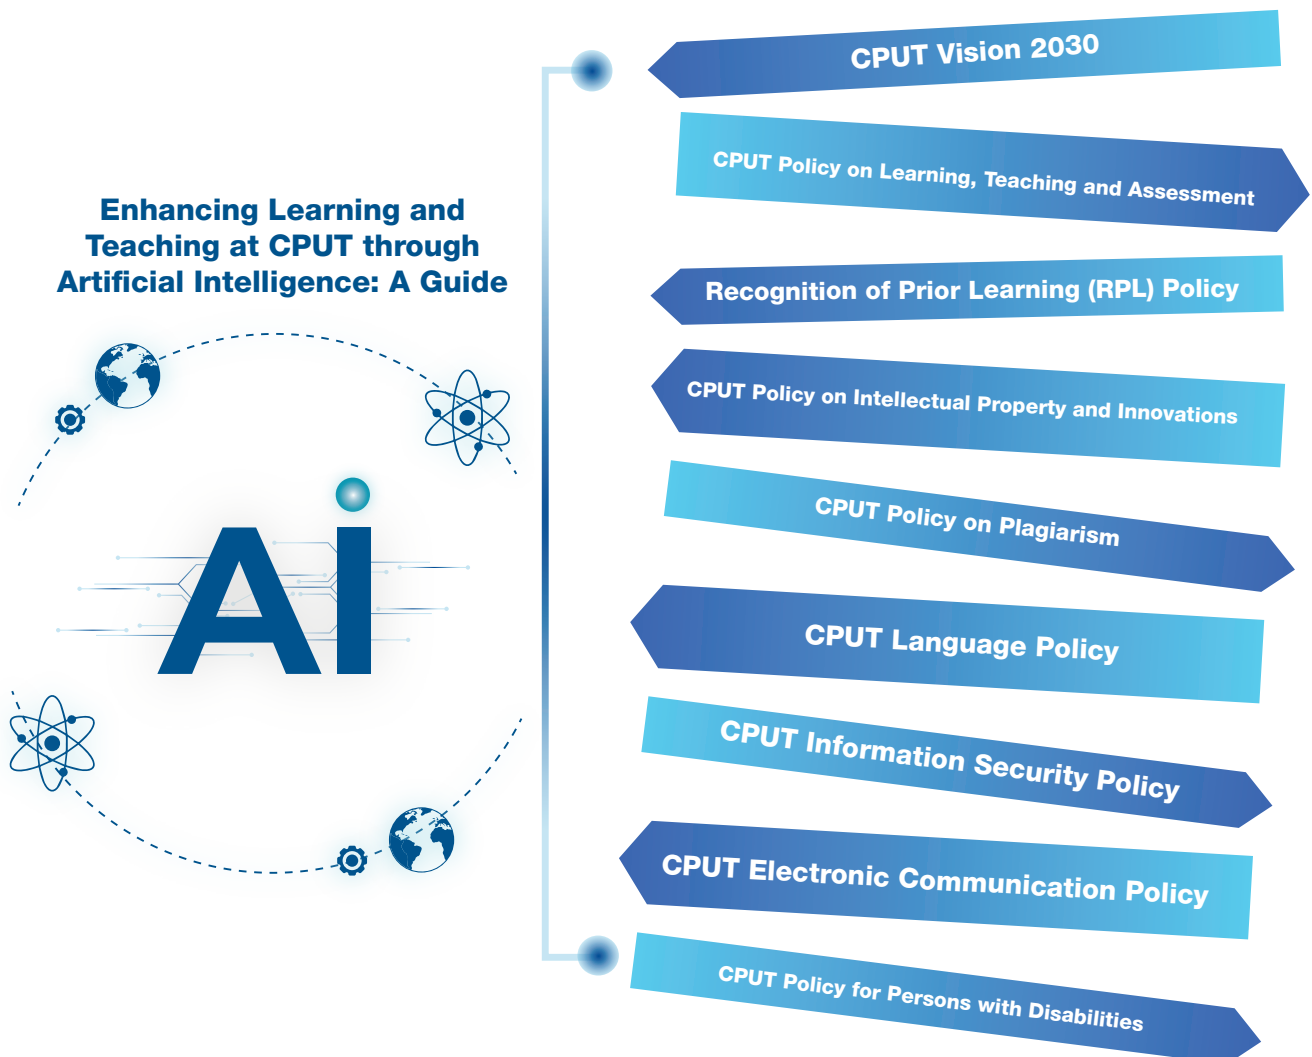 Enhancing Learning and
Teaching at CPUT through
Artificial Intelligence: A Guide
AI
CPUT Vision 2030
CPUT Policy on Learning, Teaching and Assessment
Recognition of Prior Learning (RPL) Policy
CPUT Policy on Intellectual Property and Innovations
CPUT Policy on Plagiarism
CPUT Language Policy
CPUT Information Security Policy
CPUT Electronic Communication Policy
CPUT Policy for Persons with Disabilities